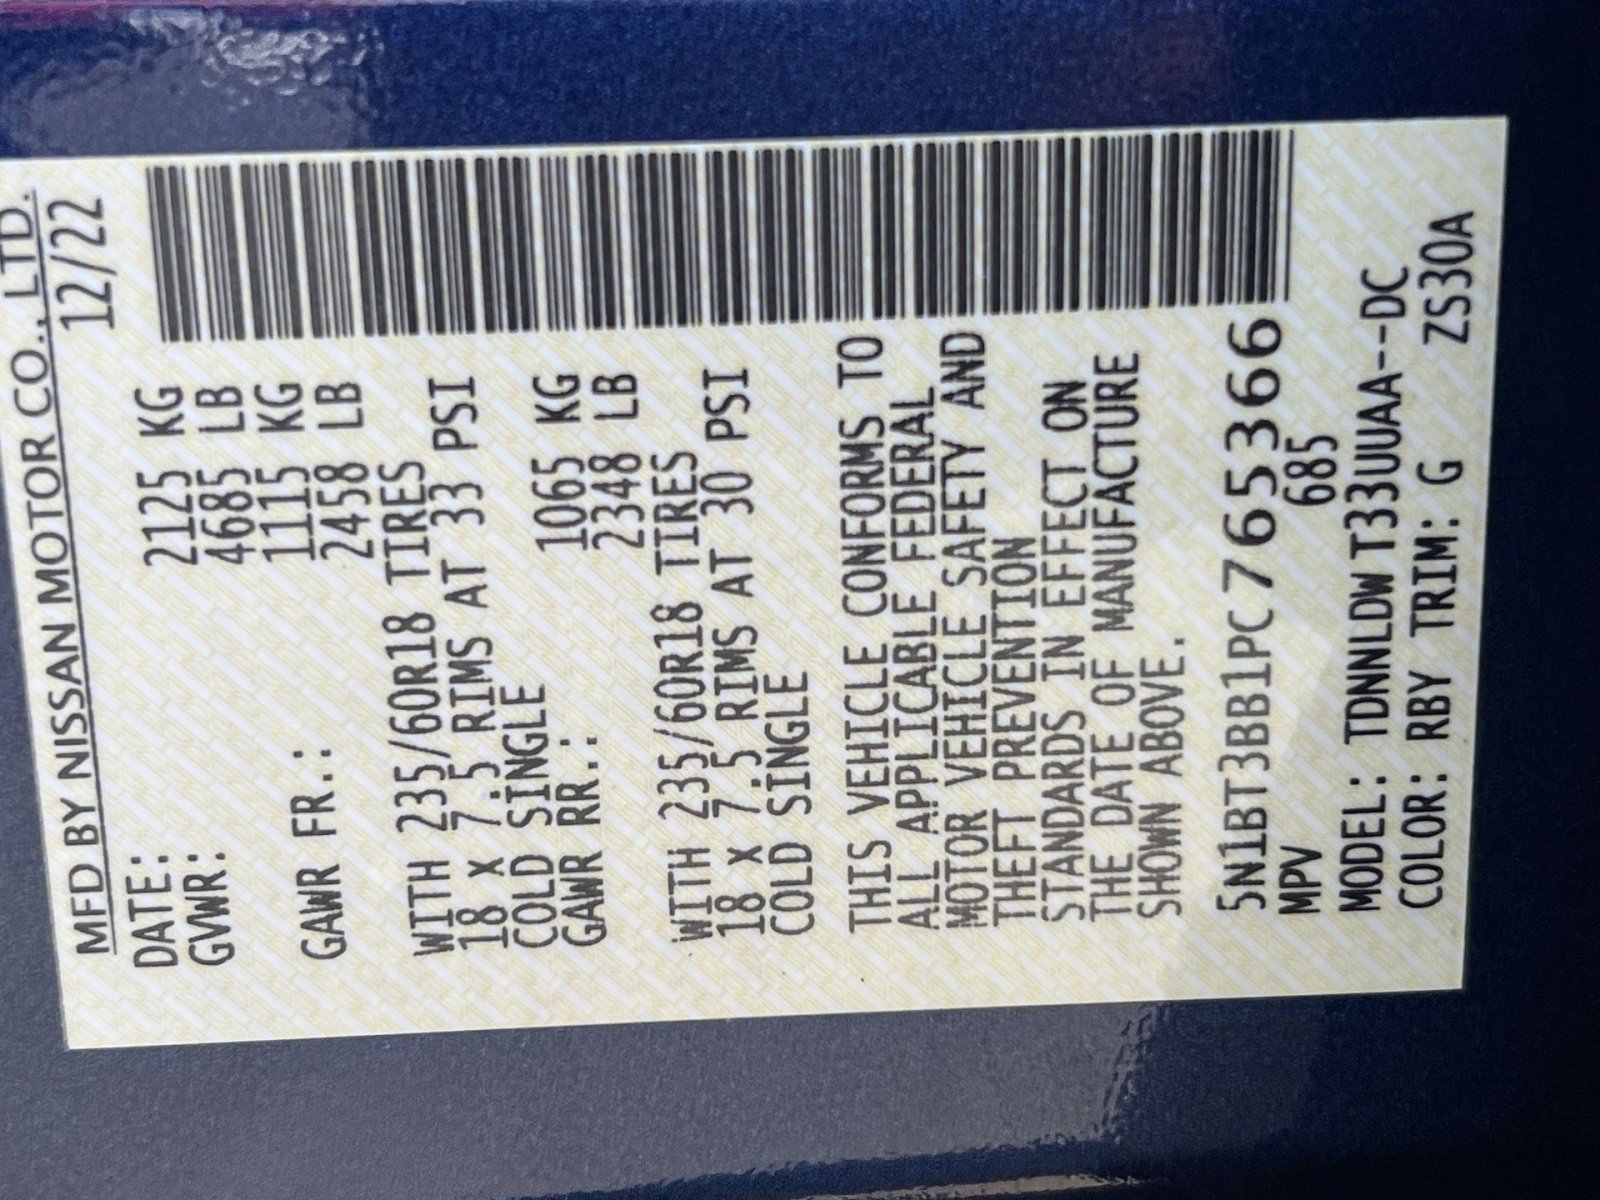 MFD BY NISSAN MOTOR CO., LTD.
DATE: 12/22
GVWR: 2125 KG
4685 LB
GAWR FR.: 1115 KG
2458 LB
WITH 235/60R18 TIRES
18 x 7.5 RIMS AT 33 PSI
COLD SINGLE
GAWR RR.: 1065 KG
2348 LB
WITH 235/60R18 TIRES
18 x 7.5 RIMS AT 30 PSI
COLD SINGLE
THIS VEHICLE CONFORMS TO
ALL APPLICABLE FEDERAL
MOTOR VEHICLE SAFETY AND
THEFT PREVENTION
STANDARDS IN EFFECT ON
THE DATE OF MANUFACTURE
SHOWN ABOVE.
5N1BT3BB1PC765366
MPV 685
MODEL: TDNNLDW T33UUAA--DC
COLOR: RBY TRIM: G ZS30A